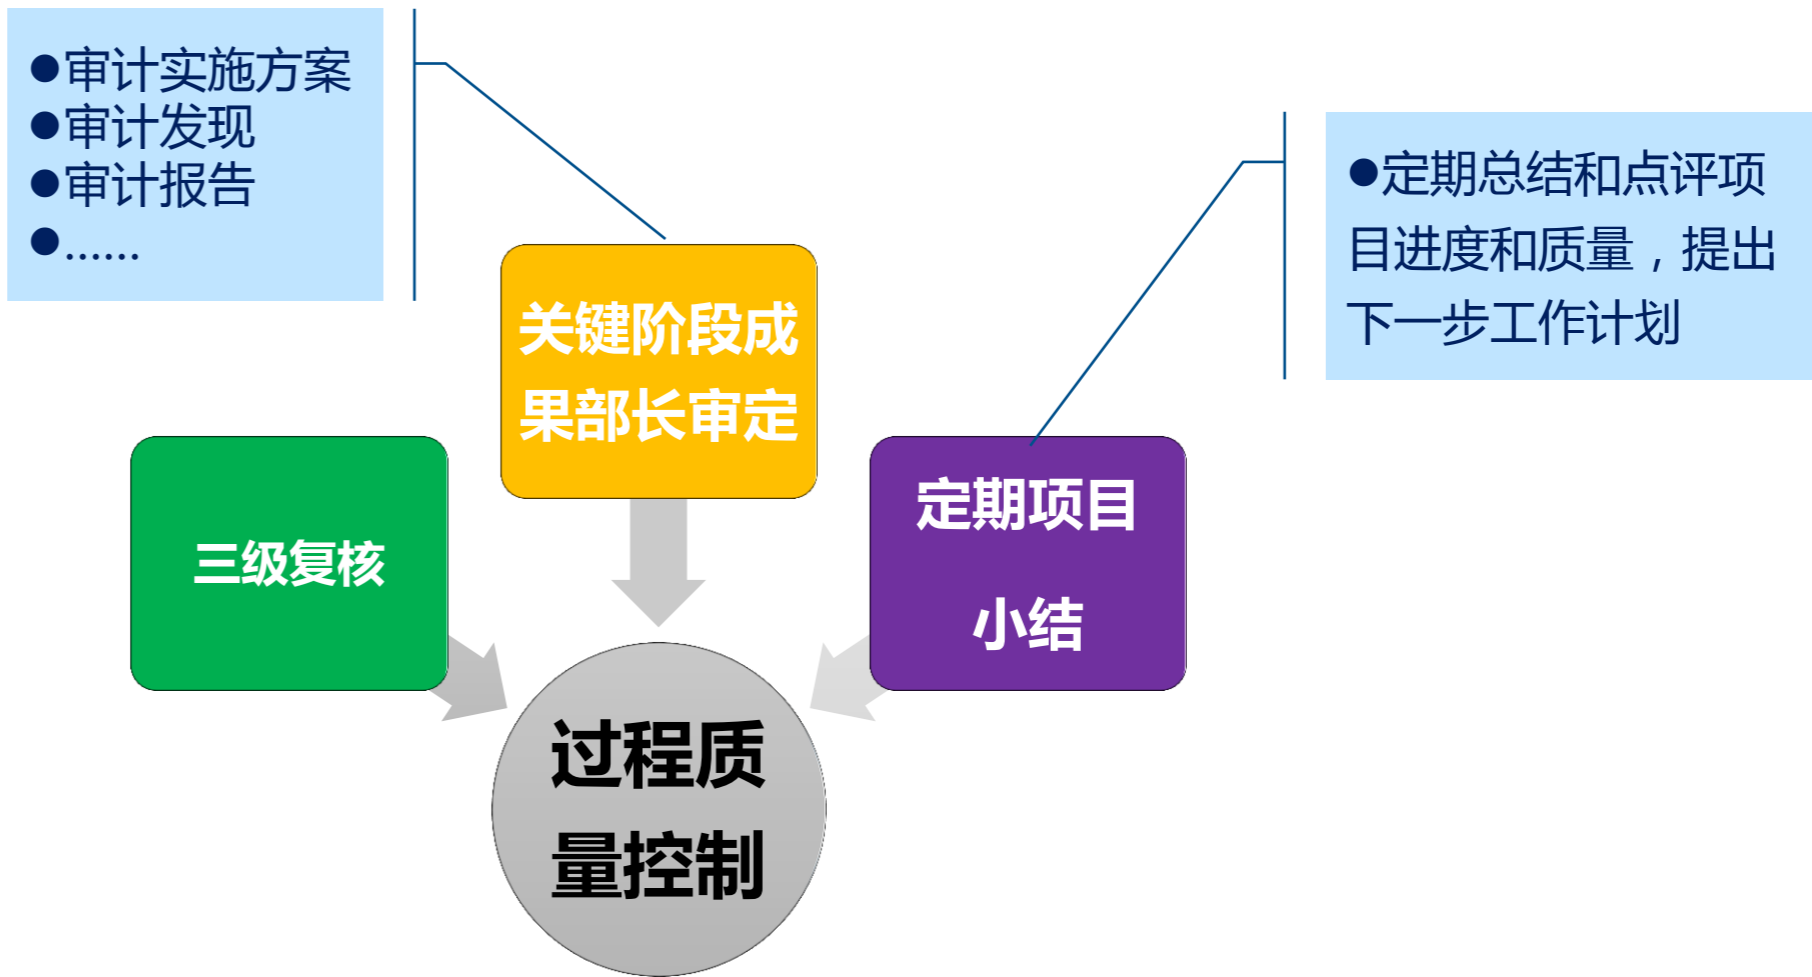 ●审计实施方案
●审计发现
●审计报告
●......
●定期总结和点评项
目进度和质量，提出
下一步工作计划
关键阶段成
果部长审定
三级复核
定期项目
小结
过程质
量控制